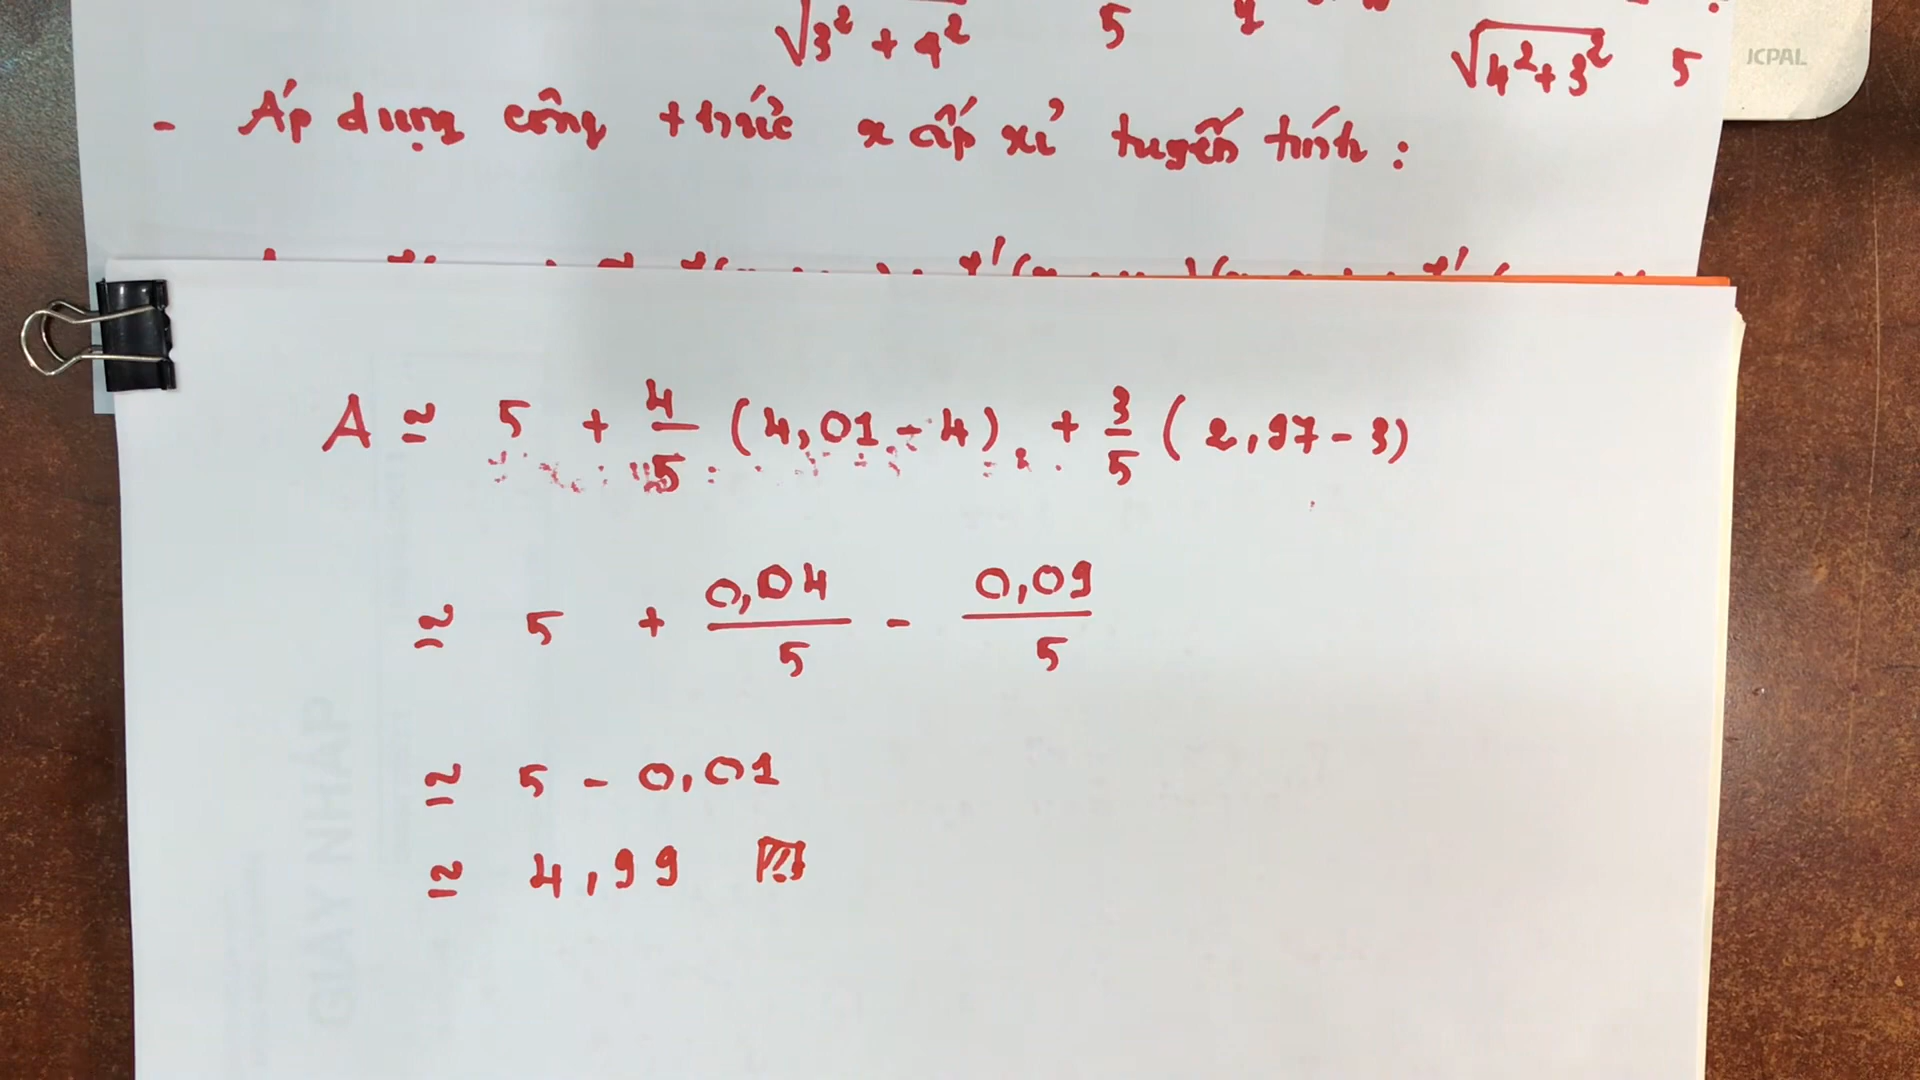 √3² + 4² 5 √4² + 3² 5
JCPAL
- Áp dụng công thức xấp xỉ tuyến tính:
A ≅ 5 + 4/5 (4,01 - 4) + 3/5 (2,97 - 3)
≅ 5 + 0,04/5 - 0,09/5
≅ 5 - 0,01
≅ 4,99
GIẤY NHÁP